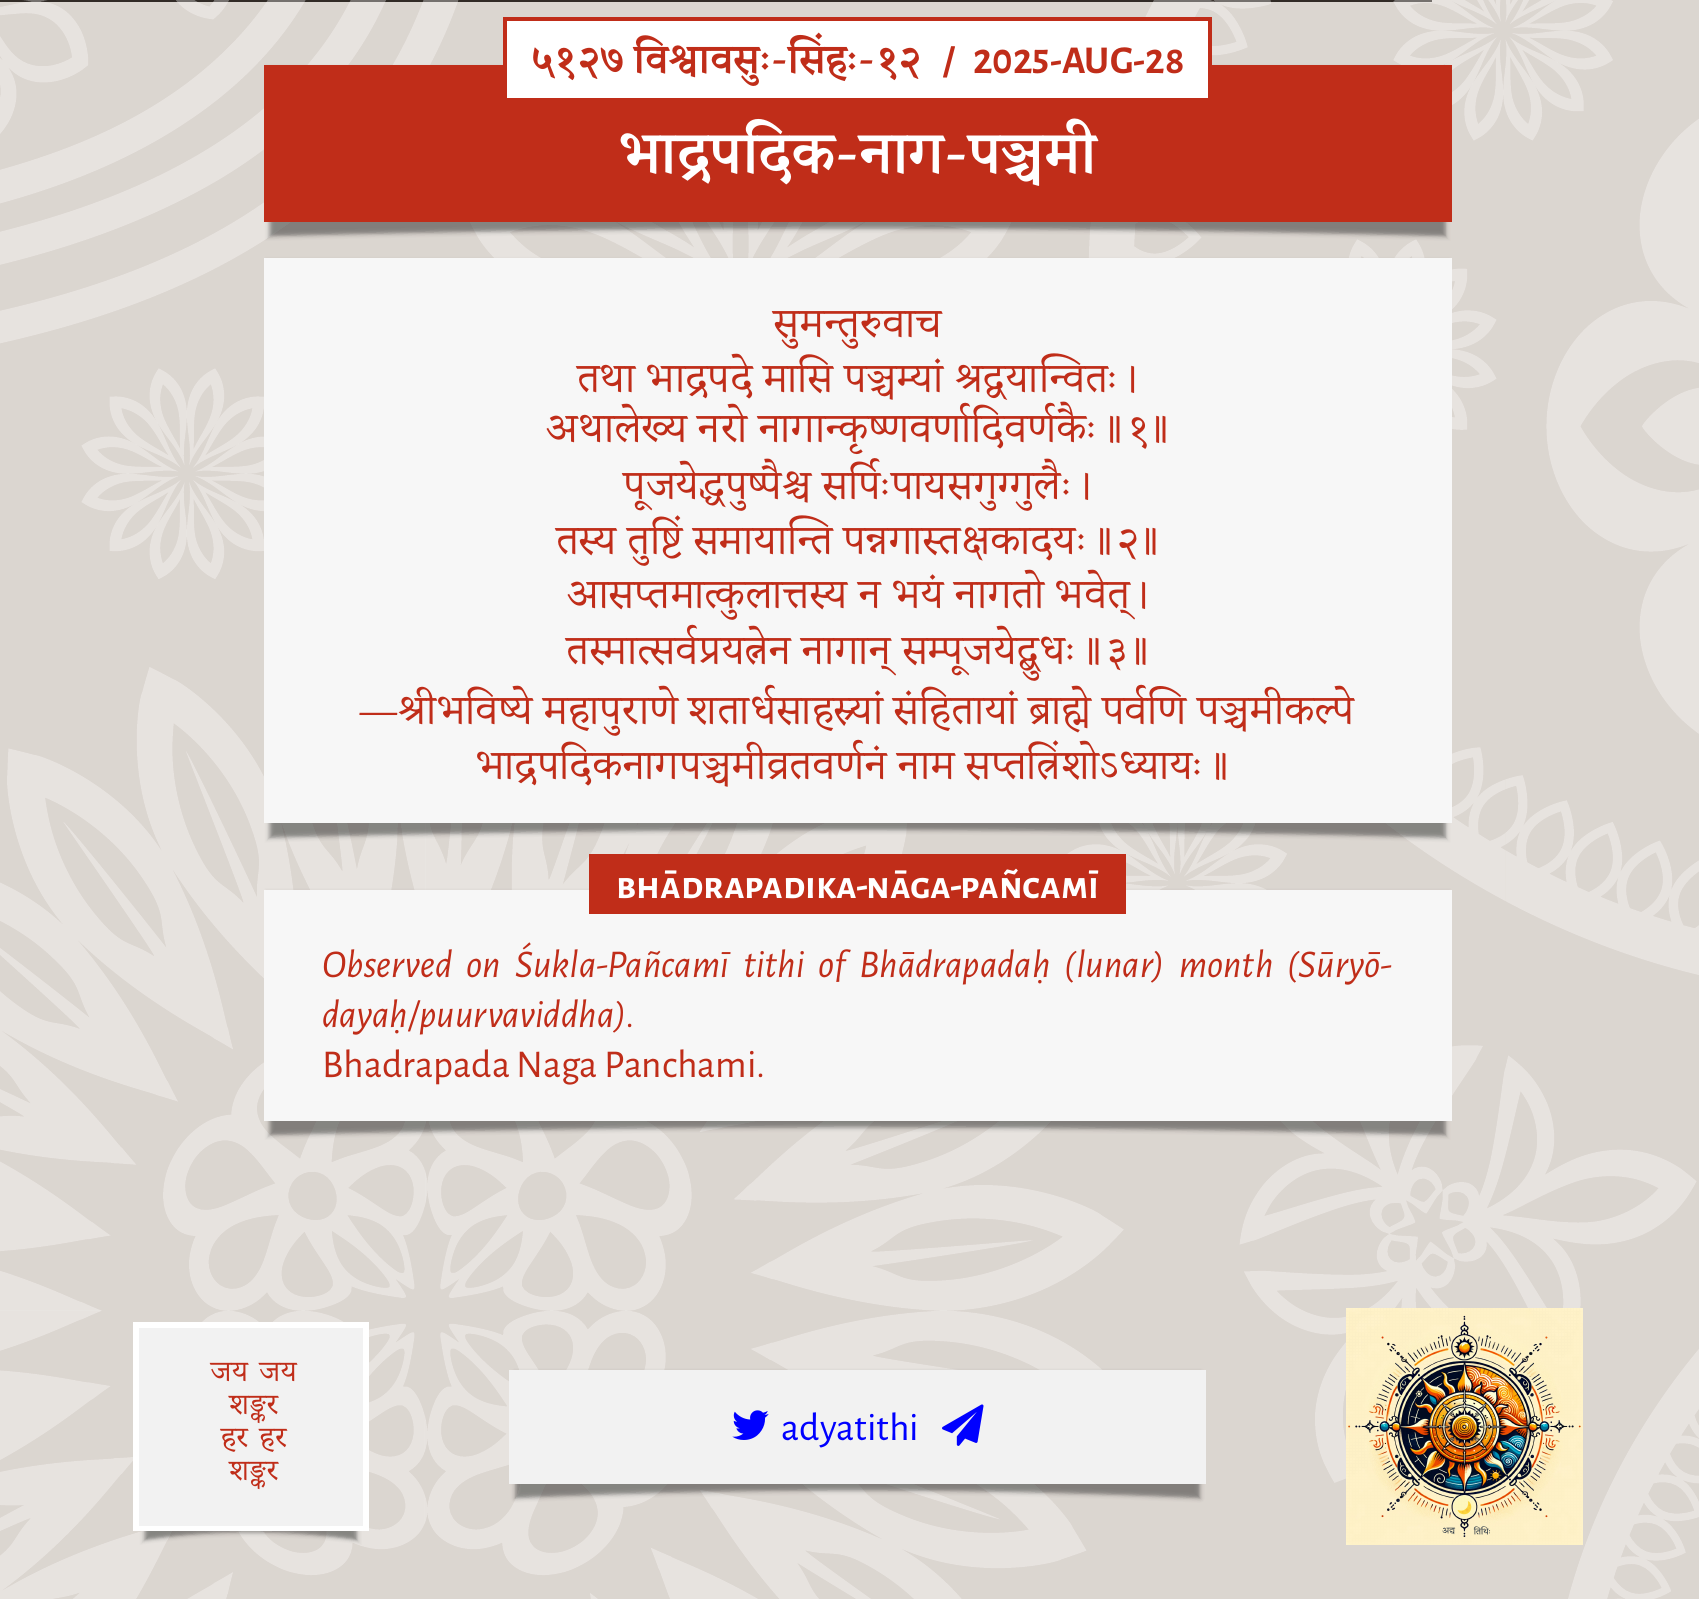 ५१२७ विश्वावसुः-सिंहः-१२ / 2025-AUG-28
भाद्रपदिक-नाग-पञ्चमी
सुमन्तुरुवाच
तथा भाद्रपदे मासि पञ्चम्यां श्रद्धयान्वितः।
अथालेख्य नरो नागान्कृष्णवर्णादिवर्णकैः॥१॥
पूजयेद्धपुष्पैश्च सर्पिःपायसगुग्गुलैः।
तस्य तुष्टिं समायान्ति पन्नगास्तक्षकादयः॥२॥
आसप्तमात्कुलात्तस्य न भयं नागतो भवेत्।
तस्मात्सर्वप्रयत्नेन नागान् सम्पूजयेद्बुधः॥३॥
—श्रीभविष्ये महापुराणे शतार्धसाहस्र्यां संहितायां ब्राह्मे पर्वणि पञ्चमीकल्पे
भाद्रपदिकनागपञ्चमीव्रतवर्णनं नाम सप्तत्रिंशोऽध्यायः॥
BHĀDRAPADIKA-NĀGA-PAÑCAMĪ
Observed on Śukla-Pañcamī tithi of Bhādrapadaḥ (lunar) month (Sūryō-
dayaḥ/puurvaviddha).
Bhadrapada Naga Panchami.
जय जय
शङ्कर
हर हर
शङ्कर
adyatithi
अद्य तिथिः